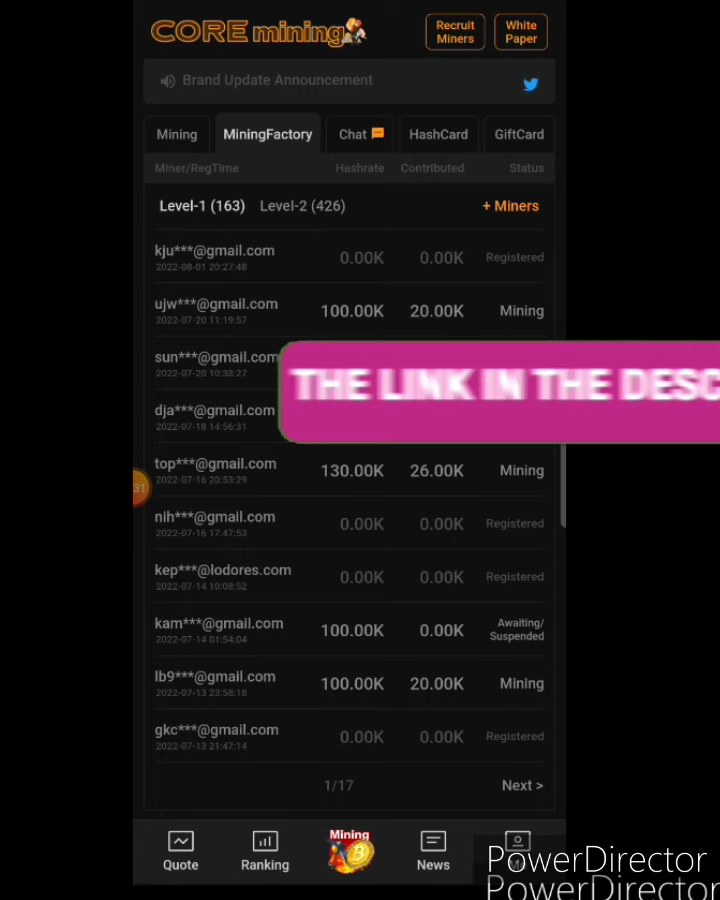 CORE mining
Recruit Miners
White Paper
Brand Update Announcement
Mining MiningFactory Chat HashCard GiftCard
Miner/RegTime Hashrate Contributed Status
Level-1 (163) Level-2 (426) + Miners
kju***@gmail.com 0.00K 0.00K Registered
2022-08-01 20:27:48
ujw***@gmail.com 100.00K 20.00K Mining
2022-07-20 11:19:57
sun***@gmail.com
2022-07-20 10:38:27
THE LINK IN THE DESC
dja***@gmail.com
2022-07-18 14:56:31
top***@gmail.com 130.00K 26.00K Mining
2022-07-16 20:53:29
31
nih***@gmail.com 0.00K 0.00K Registered
2022-07-16 17:47:53
kep***@lodores.com 0.00K 0.00K Registered
2022-07-14 10:08:52
kam***@gmail.com 100.00K 0.00K Awaiting/
Suspended
2022-07-14 01:54:04
lb9***@gmail.com 100.00K 20.00K Mining
2022-07-13 23:58:18
gkc***@gmail.com 0.00K 0.00K Registered
2022-07-13 21:47:14
1/17 Next >
Mining
Quote Ranking News
PowerDirector
PowerDirector